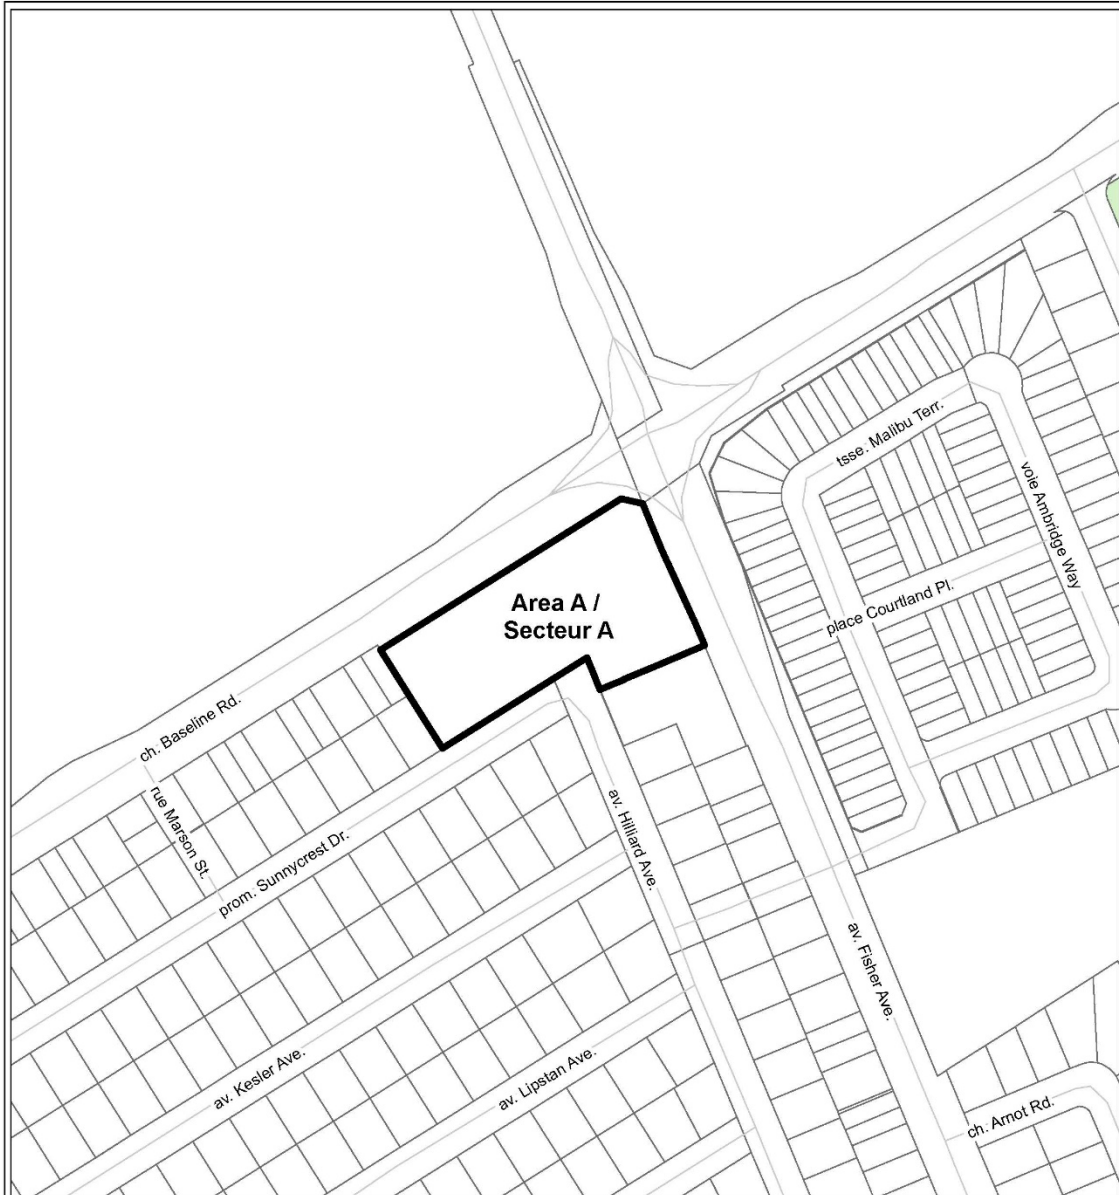 tsse. Malibu Terr.
voie Ambridge Way
place Courtland Pl.
Area A /
Secteur A
ch. Baseline Rd.
rue Marson St.
prom. Sunnycrest Dr.
av. Hilliard Ave.
av. Fisher Ave.
av. Kesler Ave.
av. Lipstan Ave.
ch. Arnot Rd.